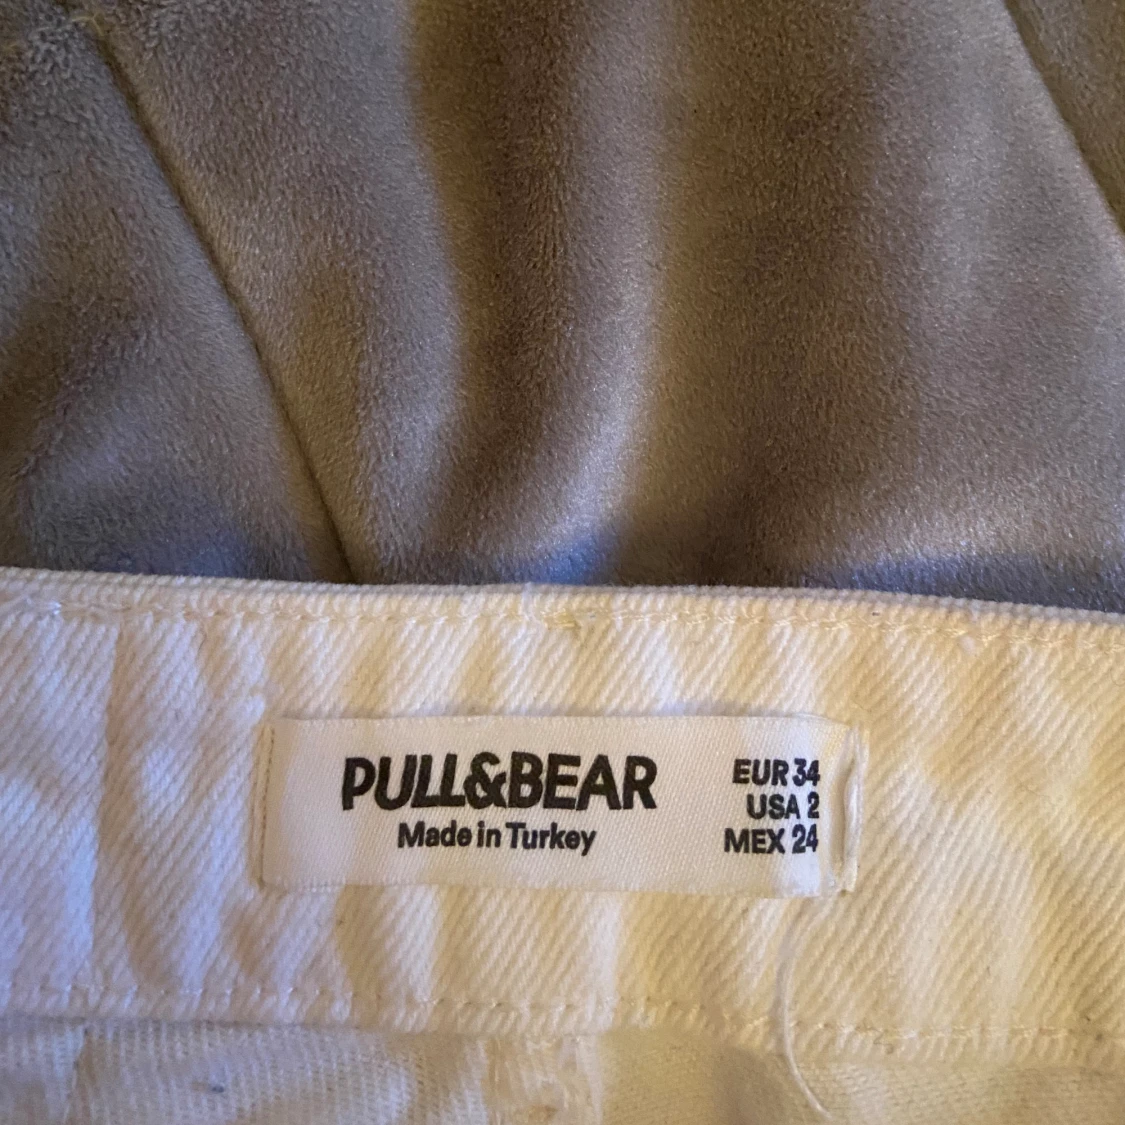 PULL&BEAR
Made in Turkey
EUR 34
USA 2
MEX 24